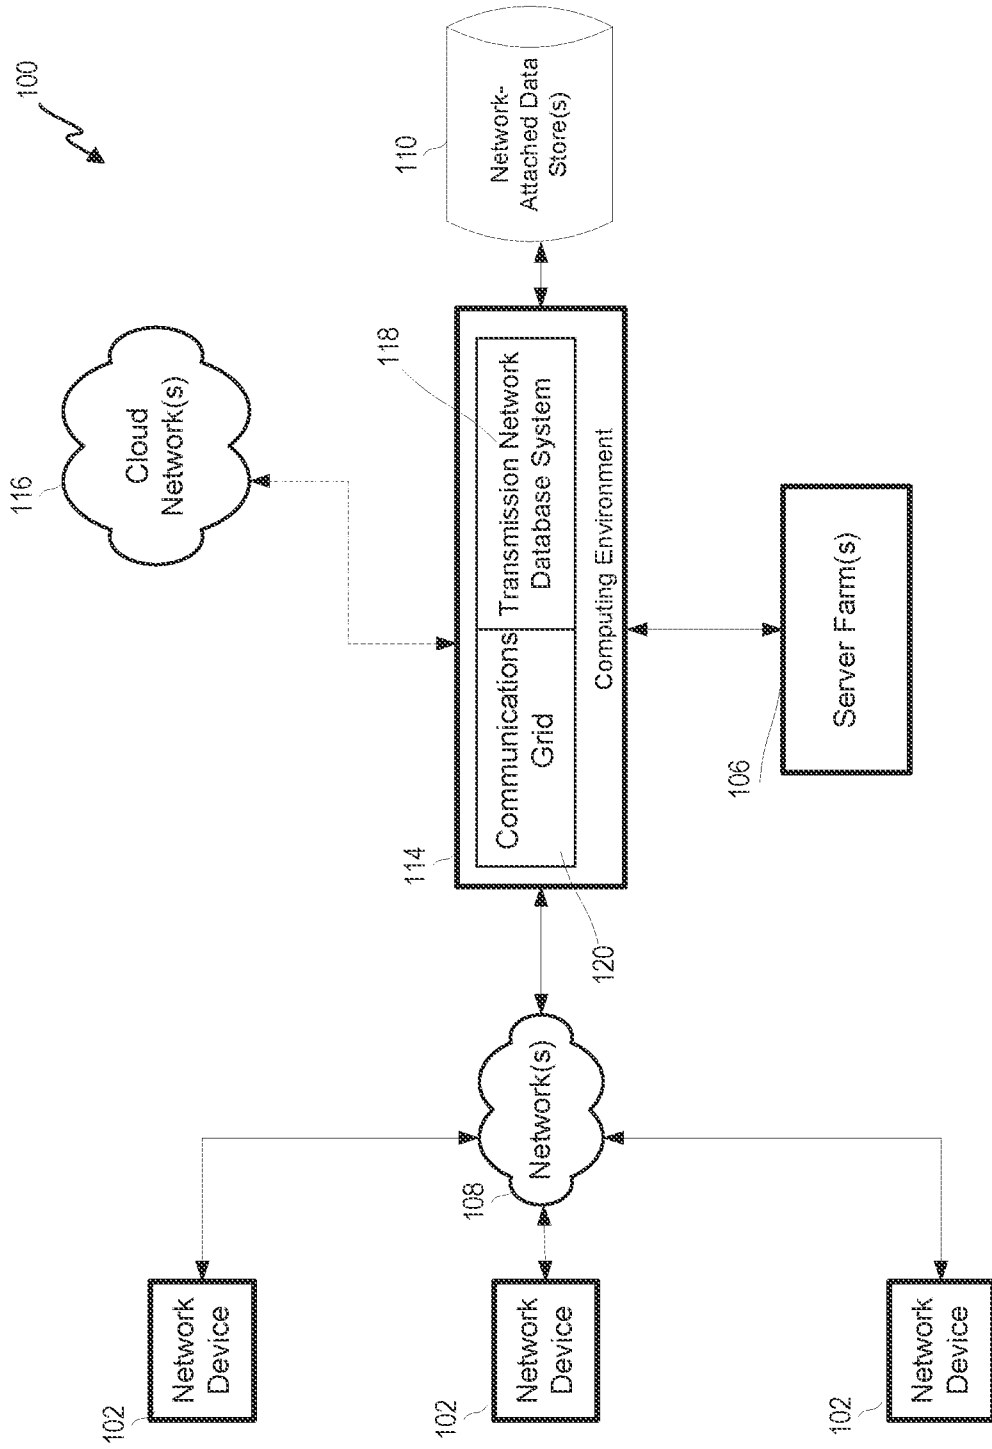 100
116
Cloud
Network(s)
102
Network
Device
108
Network(s)
102
Network
Device
102
Network
Device
114
120
Communications
Grid
118
Transmission Network
Database System
Computing Environment
110
Network-
Attached Data
Store(s)
106
Server Farm(s)